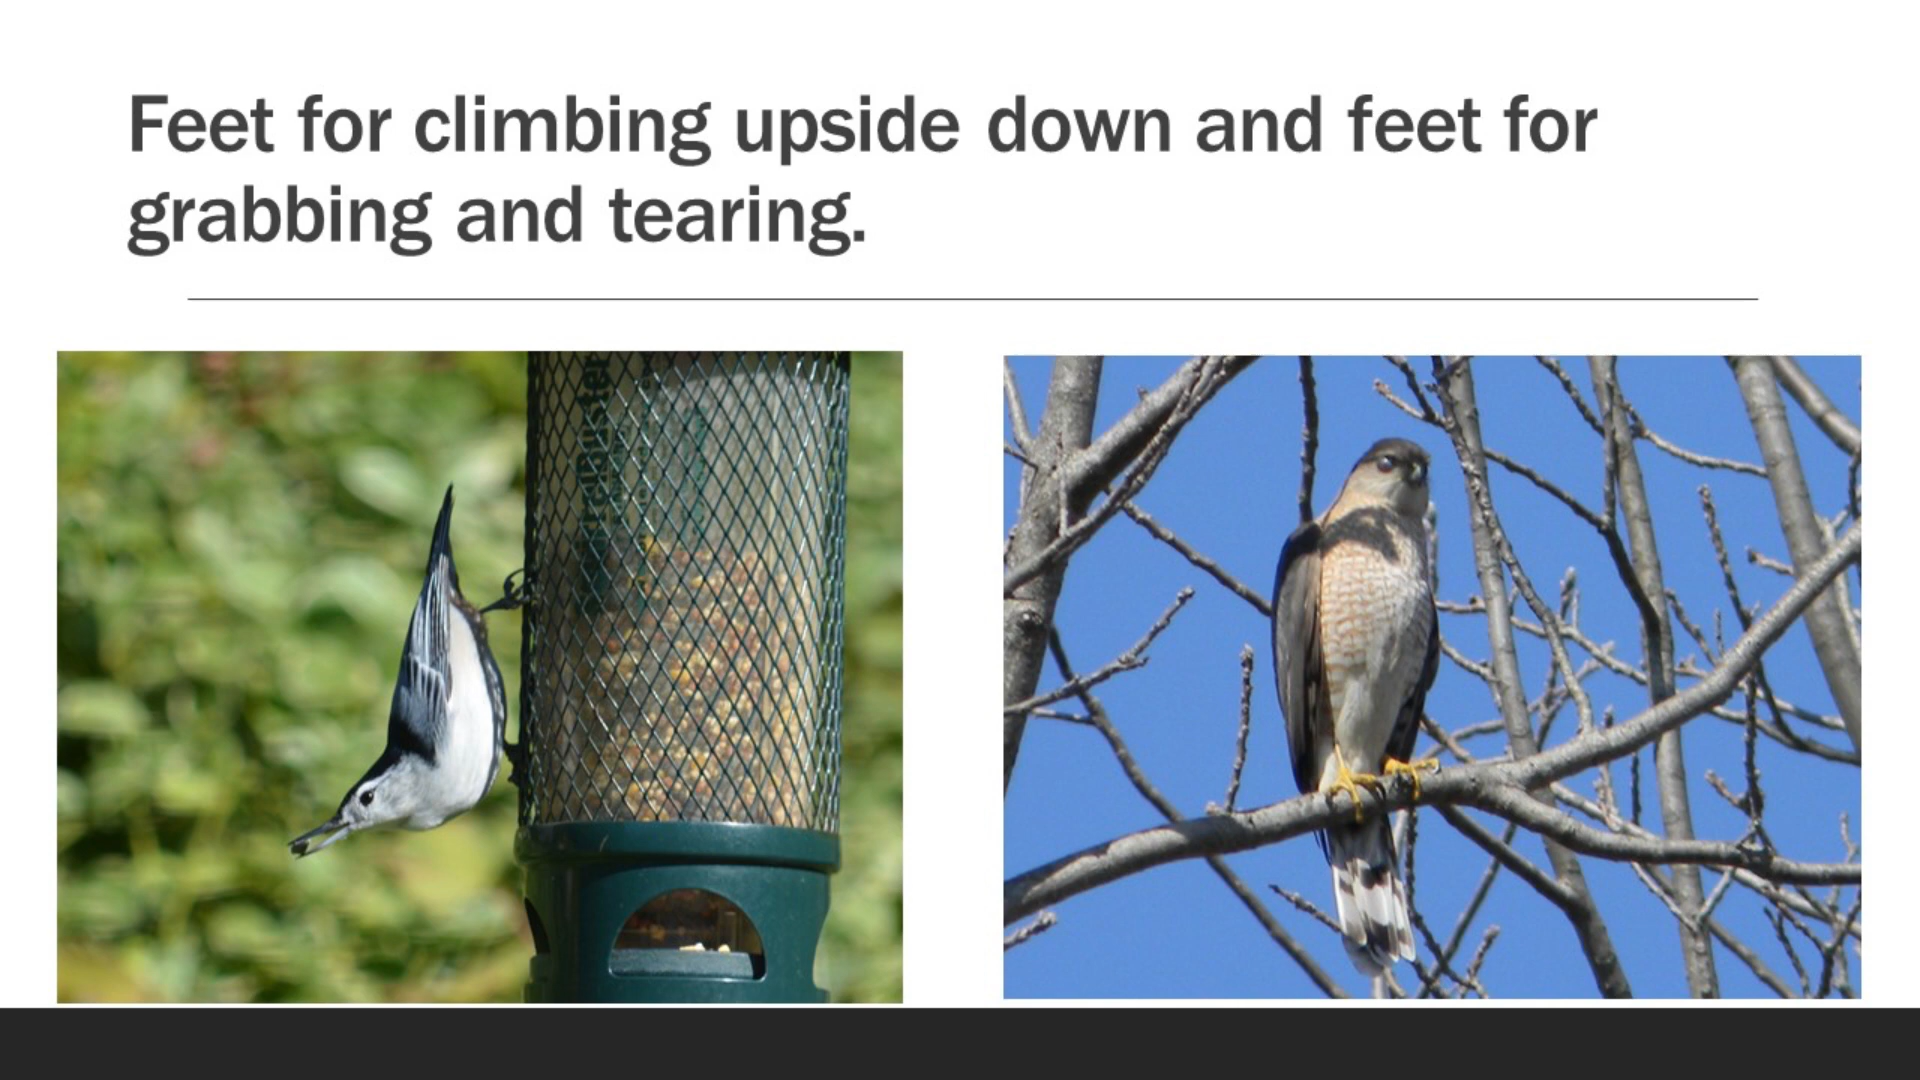 Feet for climbing upside down and feet for
grabbing and tearing.